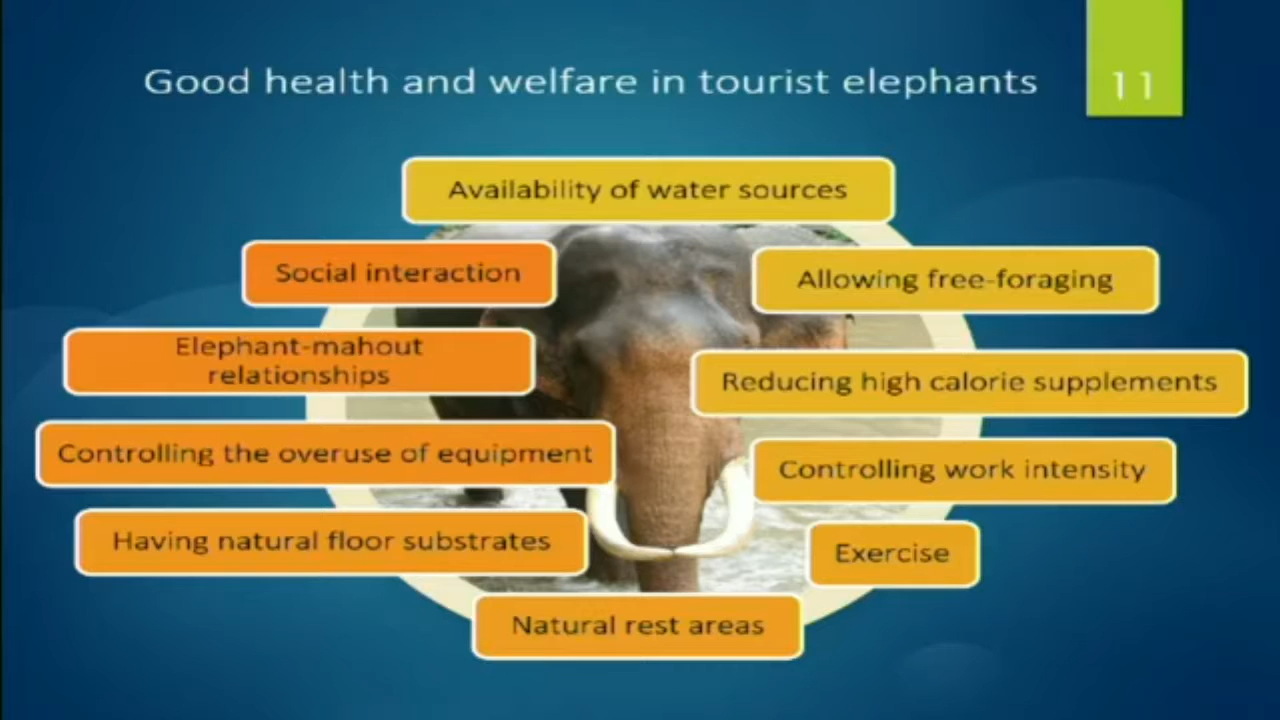 Good health and welfare in tourist elephants
11
Availability of water sources
Social interaction
Allowing free-foraging
Elephant-mahout
relationships
Reducing high calorie supplements
Controlling the overuse of equipment
Controlling work intensity
Having natural floor substrates
Exercise
Natural rest areas